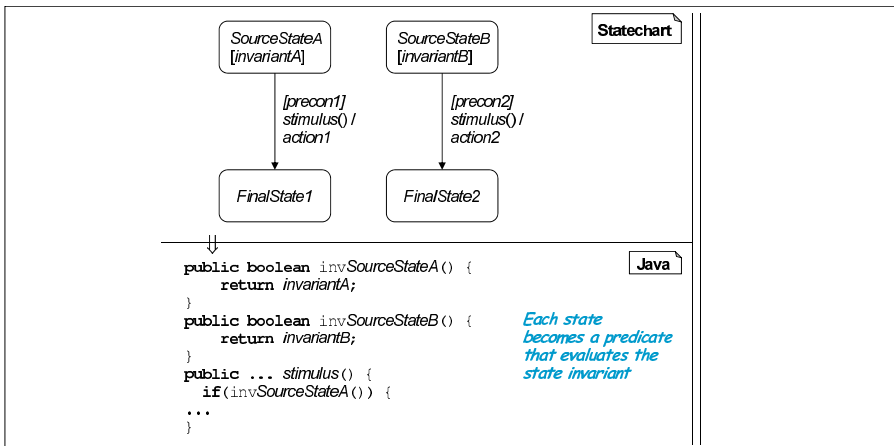 SourceStateA
[invariantA]
SourceStateB
[invariantB]
Statechart
[precon1]
stimulus() /
action1
[precon2]
stimulus() /
action2
FinalState1
FinalState2
⇓
Java
public boolean invSourceStateA() {
return invariantA;
}
public boolean invSourceStateB() {
return invariantB;
}
public ... stimulus() {
if(invSourceStateA()) {
...
}
Each state
becomes a predicate
that evaluates the
state invariant